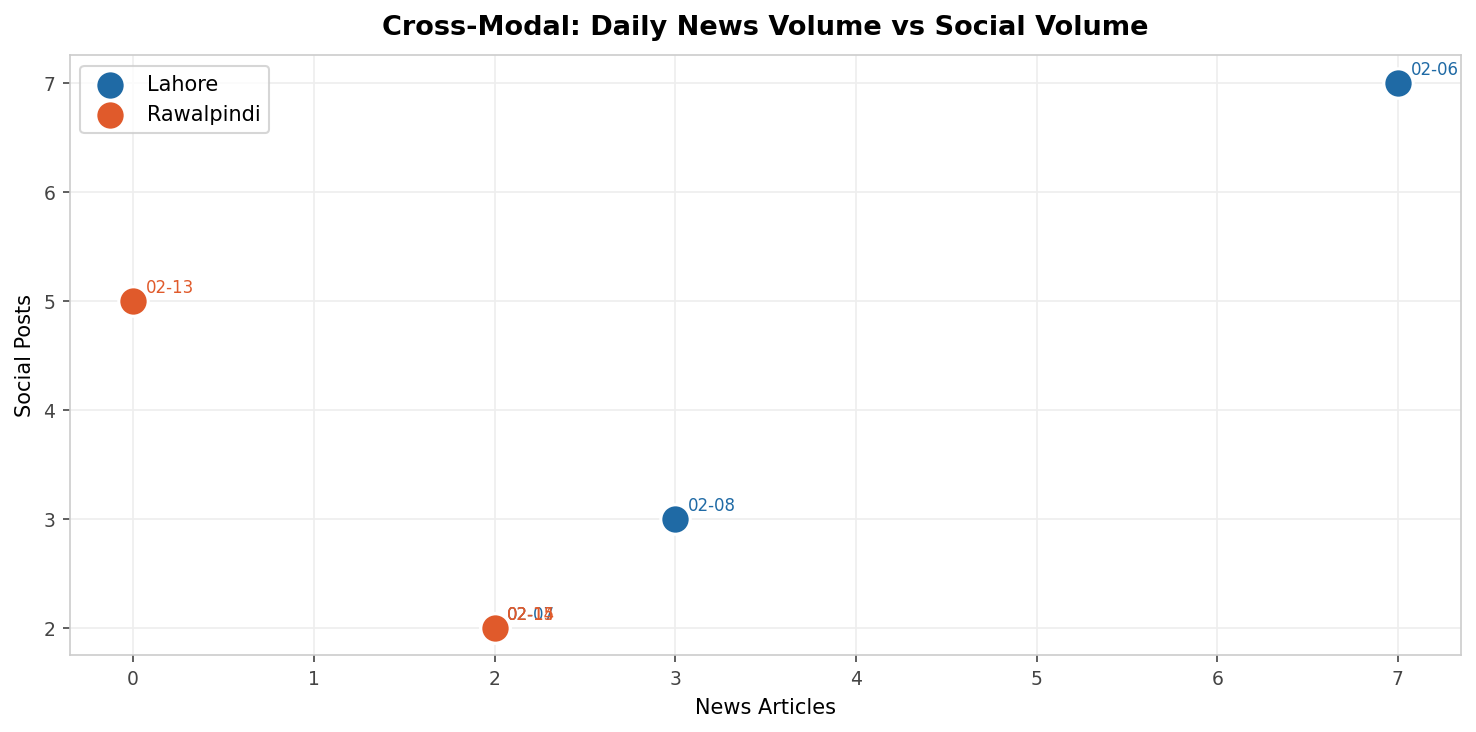 Cross-Modal: Daily News Volume vs Social Volume
Lahore
Rawalpindi
02-06
02-13
02-08
7
6
5
4
3
2
Social Posts
0 1 2 3 4 5 6 7
News Articles